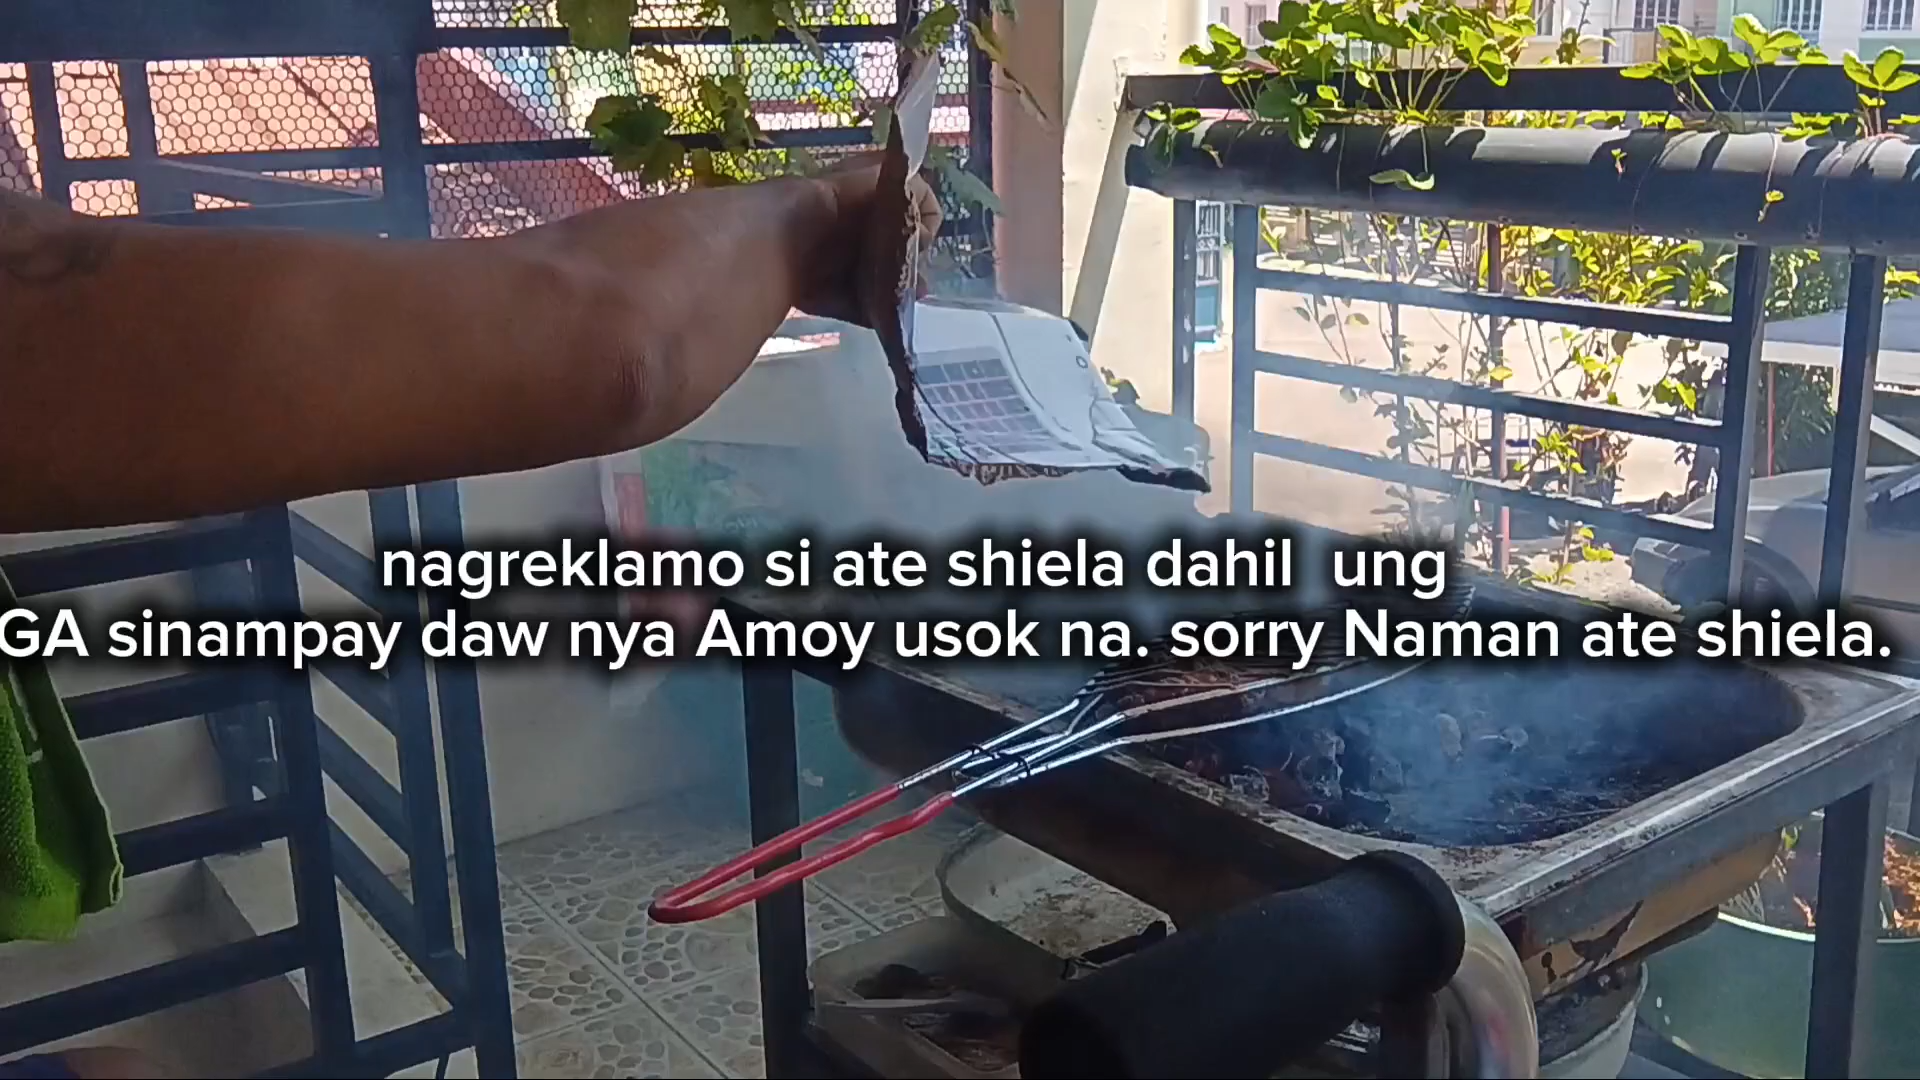 nagreklamo si ate shiela dahil ung
GA sinampay daw nya Amoy usok na. sorry Naman ate shiela.